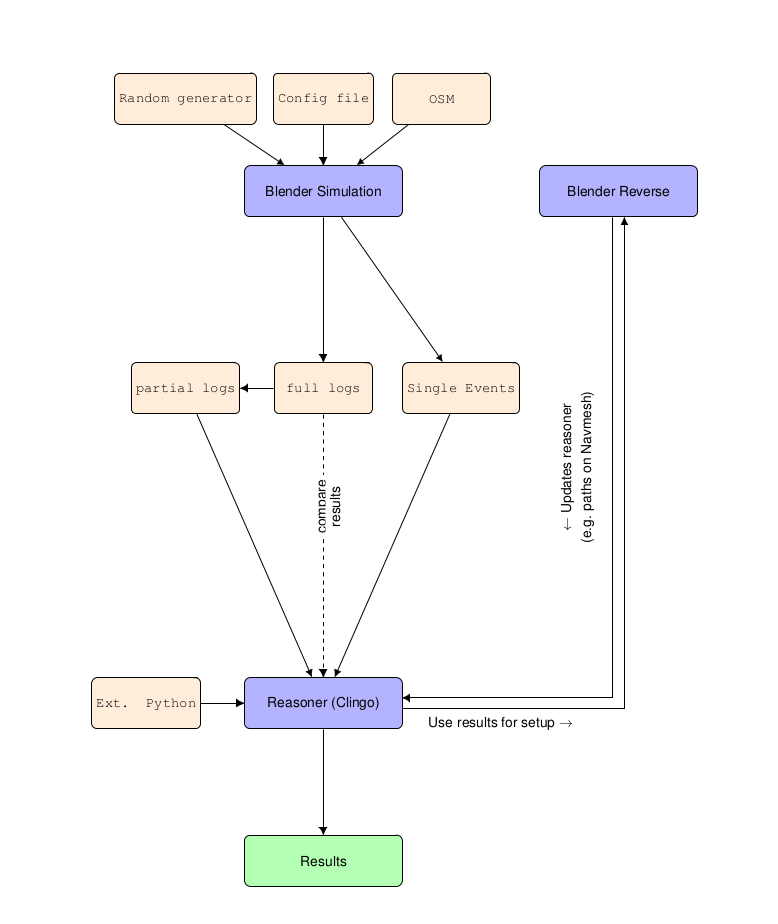 Random generator
Config file
OSM
Blender Simulation
Blender Reverse
partial logs
full logs
Single Events
compare
results
← Updates reasoner
(e.g. paths on Navmesh)
Ext. Python
Reasoner (Clingo)
Use results for setup →
Results